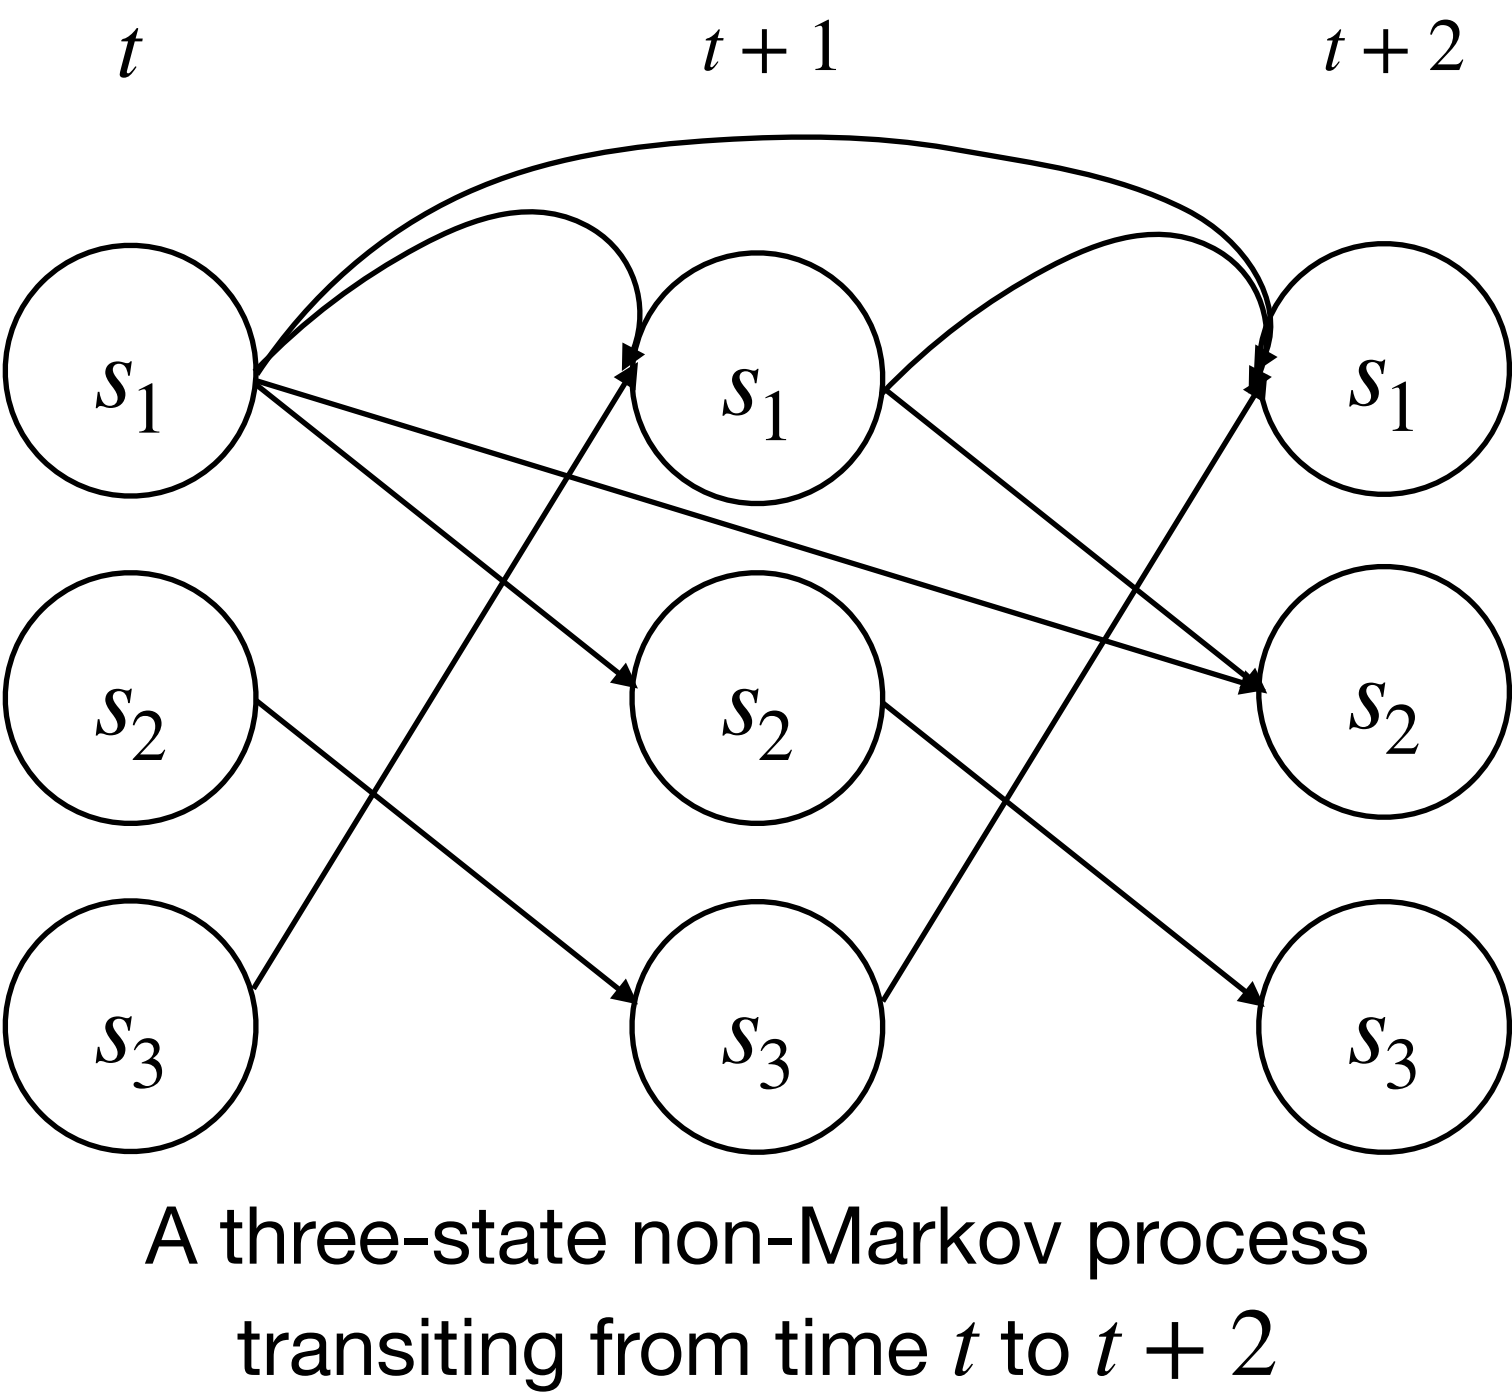 t t + 1 t + 2
s₁ s₁ s₁
s₂ s₂ s₂
s₃ s₃ s₃
A three-state non-Markov process
transiting from time t to t + 2